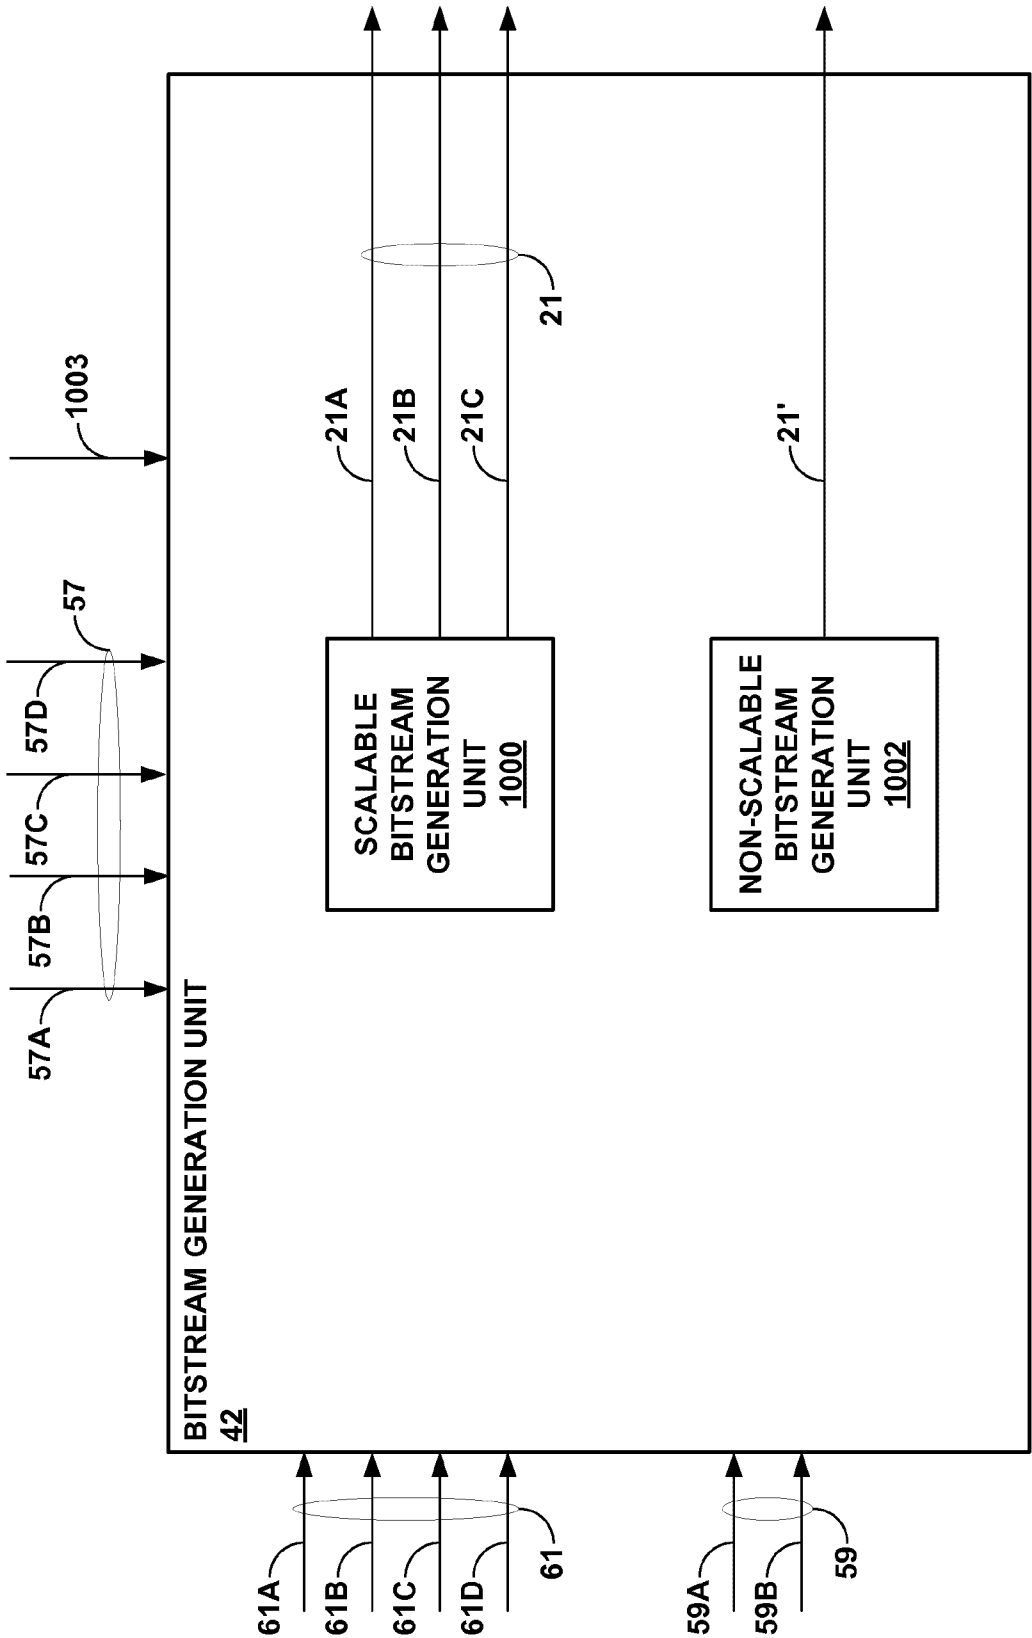 57A
57B
57C
57D
57
1003
BITSTREAM GENERATION UNIT
42
61A
61B
61C
61D
61
59A
59B
59
SCALABLE
BITSTREAM
GENERATION
UNIT
1000
21A
21B
21C
21
NON-SCALABLE
BITSTREAM
GENERATION
UNIT
1002
21'